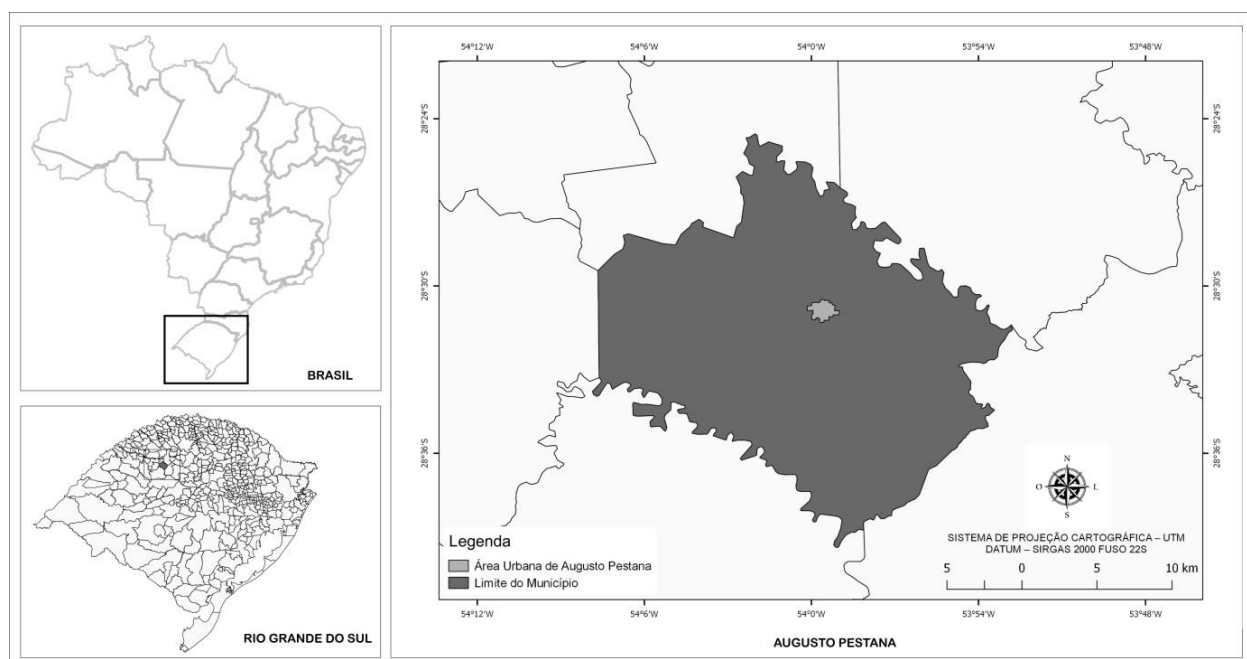 BRASIL
RIO GRANDE DO SUL
54°12'W 54°6'W 54°0'W 53°54'W 53°48'W
28°24'S 28°24'S
28°30'S 28°30'S
28°36'S 28°36'S
N
O L
S
SISTEMA DE PROJEÇÃO CARTOGRÁFICA – UTM
DATUM – SIRGAS 2000 FUSO 22S
5 0 5 10 km
Legenda
Área Urbana de Augusto Pestana
Limite do Município
54°12'W 54°6'W 54°0'W 53°54'W 53°48'W
AUGUSTO PESTANA